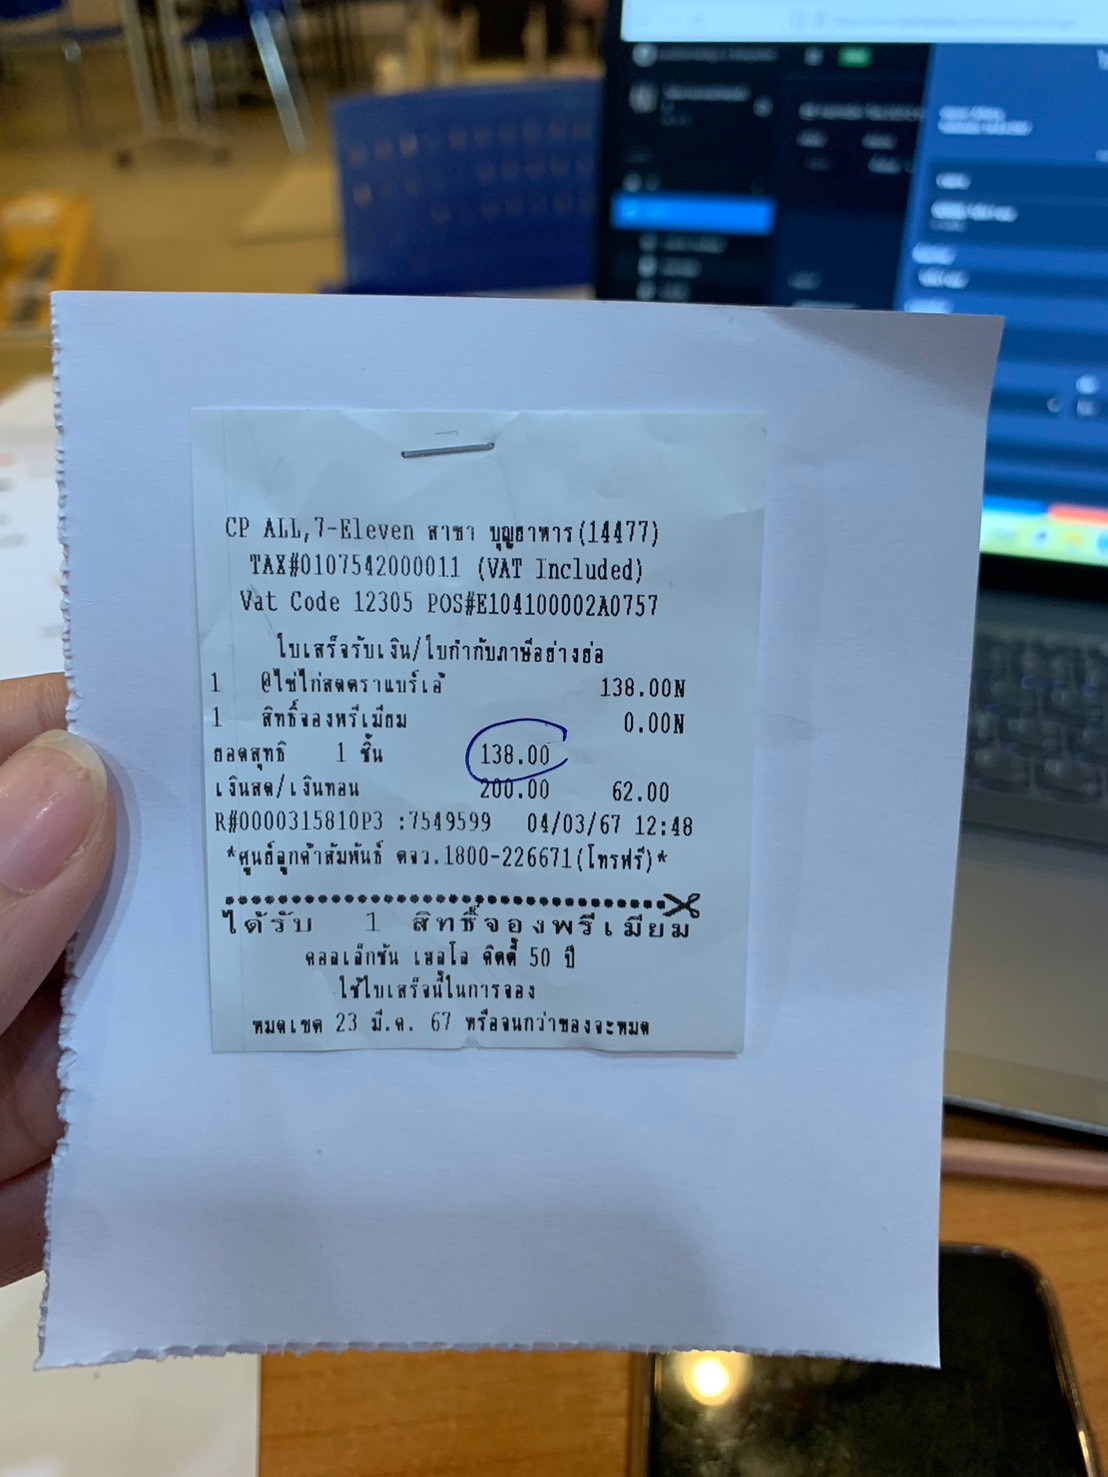 CP ALL,7-Eleven สาขา บุญธาหาร(14477)
TAX#0107542000011 (VAT Included)
Vat Code 12305 POS#E104100002A0757
ใบเสร็จรับเงิน/ใบกำกับภาษีอย่างย่อ
1 @ไข่ไก่สดตราแบร์เอ้ 138.00N
1 สิทธิ์จองพรีเมียม 0.00N
ยอดสุทธิ 1 ชิ้น 138.00
เงินสด/เงินทอน 200.00 62.00
R#0000315810P3 :7549599 04/03/67 12:48
*ศูนย์ลูกค้าสัมพันธ์ ตจว.1800-226671(โทรฟรี)*
ได้รับ 1 สิทธิ์จองพรีเมียม
คอลเล็กชัน เฮลโล คิตตี้ 50 ปี
ใช้ใบเสร็จนี้ในการจอง
หมดเขต 23 มี.ค. 67 หรือจนกว่าของจะหมด